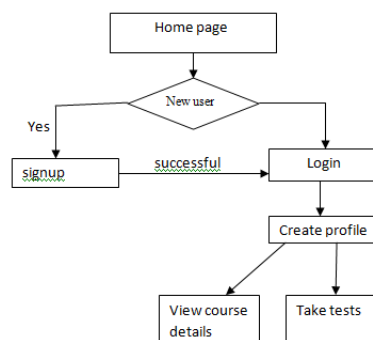 Home page
New user
Yes
signup
successful
Login
Create profile
View course
details
Take tests